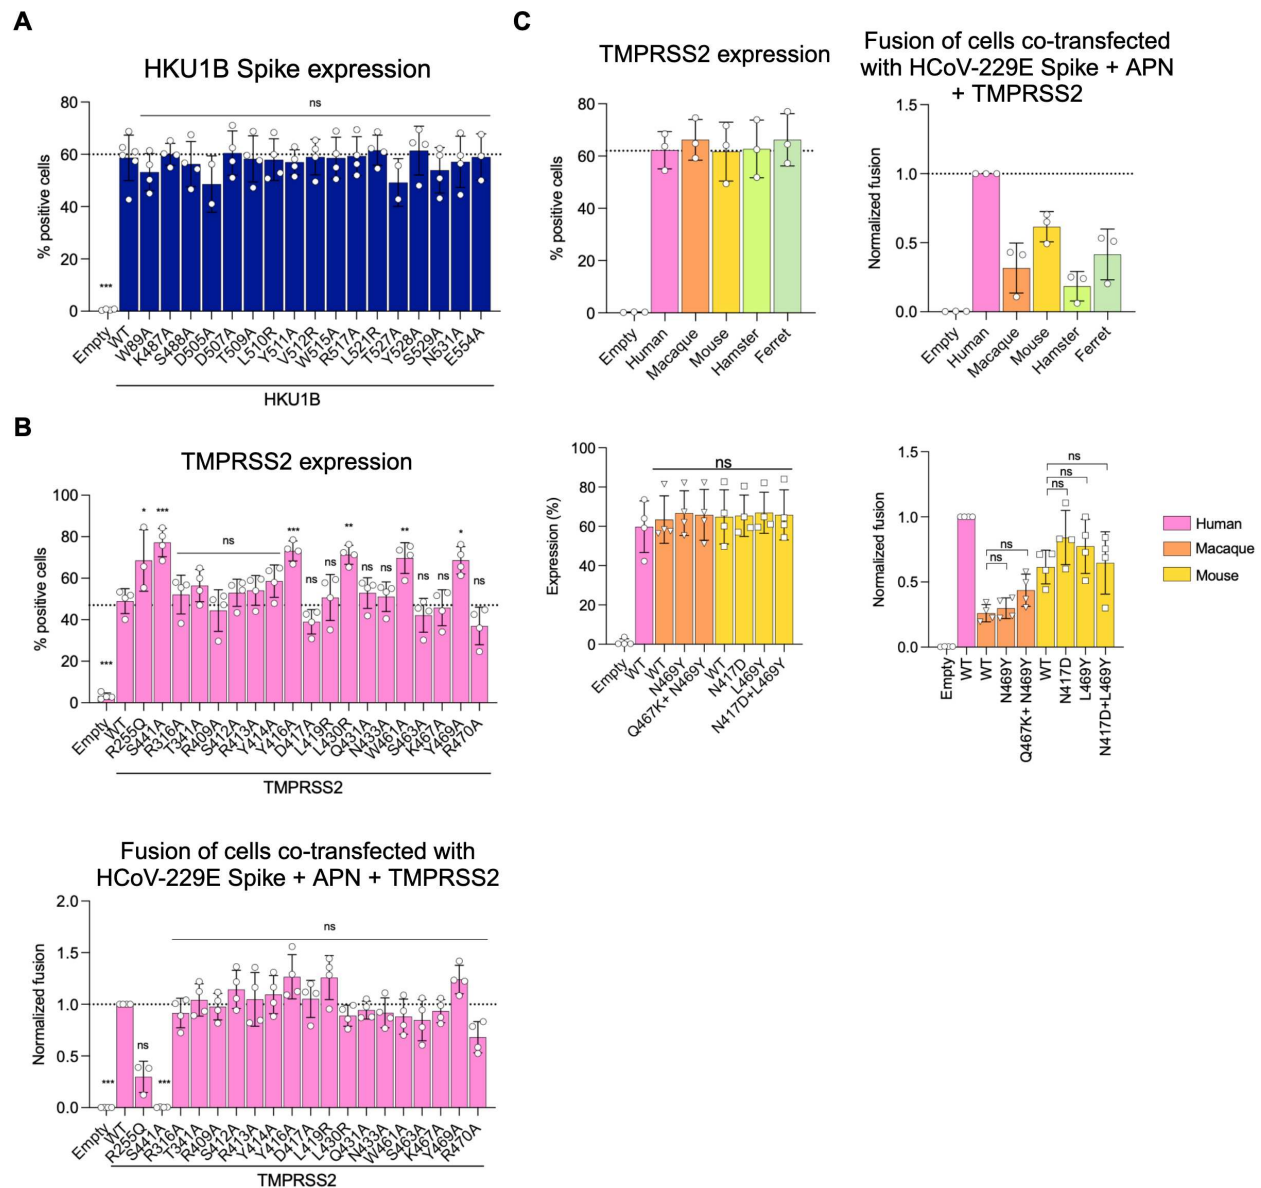 A
HKU1B Spike expression
% positive cells
80
60
40
20
0
ns
***
Empty
WT
W89A
K487A
S488A
D505A
D507A
T509A
L510R
Y511A
V512R
W515A
R517A
L521R
T527A
Y528A
S529A
N531A
E554A
HKU1B
B
TMPRSS2 expression
% positive cells
100
80
60
40
20
0
***
*
***
ns
***
ns
ns
**
ns
ns
**
ns
ns
*
ns
Empty
WT
R255Q
S441A
R316A
T341A
R409A
S412A
R413A
Y414A
Y416A
D417A
L419R
L430R
Q431A
N433A
W461A
S463A
K467A
Y469A
R470A
TMPRSS2
Fusion of cells co-transfected with
HCoV-229E Spike + APN + TMPRSS2
Normalized fusion
2.0
1.5
1.0
0.5
0.0
***
ns
***
ns
Empty
WT
R255Q
S441A
R316A
T341A
R409A
S412A
R413A
Y414A
Y416A
D417A
L419R
L430R
Q431A
N433A
W461A
S463A
K467A
Y469A
R470A
TMPRSS2
C
TMPRSS2 expression
% positive cells
80
60
40
20
0
Empty
Human
Macaque
Mouse
Hamster
Ferret
Fusion of cells co-transfected
with HCoV-229E Spike + APN
+ TMPRSS2
Normalized fusion
1.5
1.0
0.5
0.0
Empty
Human
Macaque
Mouse
Hamster
Ferret
Expression (%)
100
80
60
40
20
0
ns
Empty
WT
WT
N469Y
Q467K+ N469Y
WT
N417D
L469Y
N417D+L469Y
Normalized fusion
1.5
1.0
0.5
0.0
ns
ns
ns
ns
ns
Empty
WT
WT
N469Y
Q467K+ N469Y
WT
N417D
L469Y
N417D+L469Y
Human
Macaque
Mouse